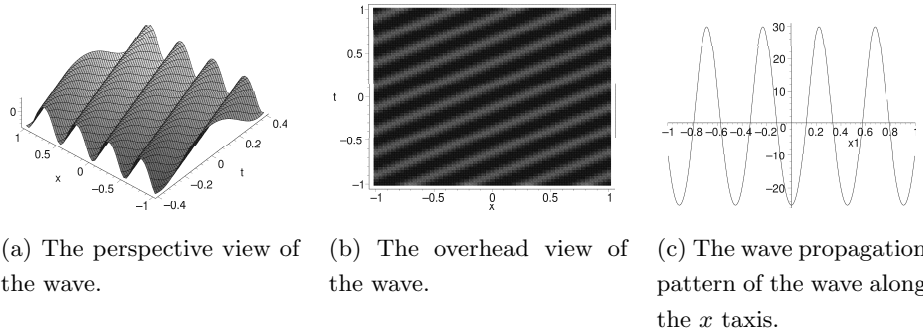 0
1
0.5
0
−0.5
−1
x
−0.4
−0.2
0
0.2
0.4
t
1
0.5
t 0
−0.5
−1
−1 −0.5 0 0.5 1
x
30
20
10
−1 −0.8 −0.6 −0.4 −0.2 0 0.2 0.4 0.6 0.8 1
x1
−10
−20
(a) The perspective view of
the wave.
(b) The overhead view of
the wave.
(c) The wave propagation
pattern of the wave along
the x taxis.